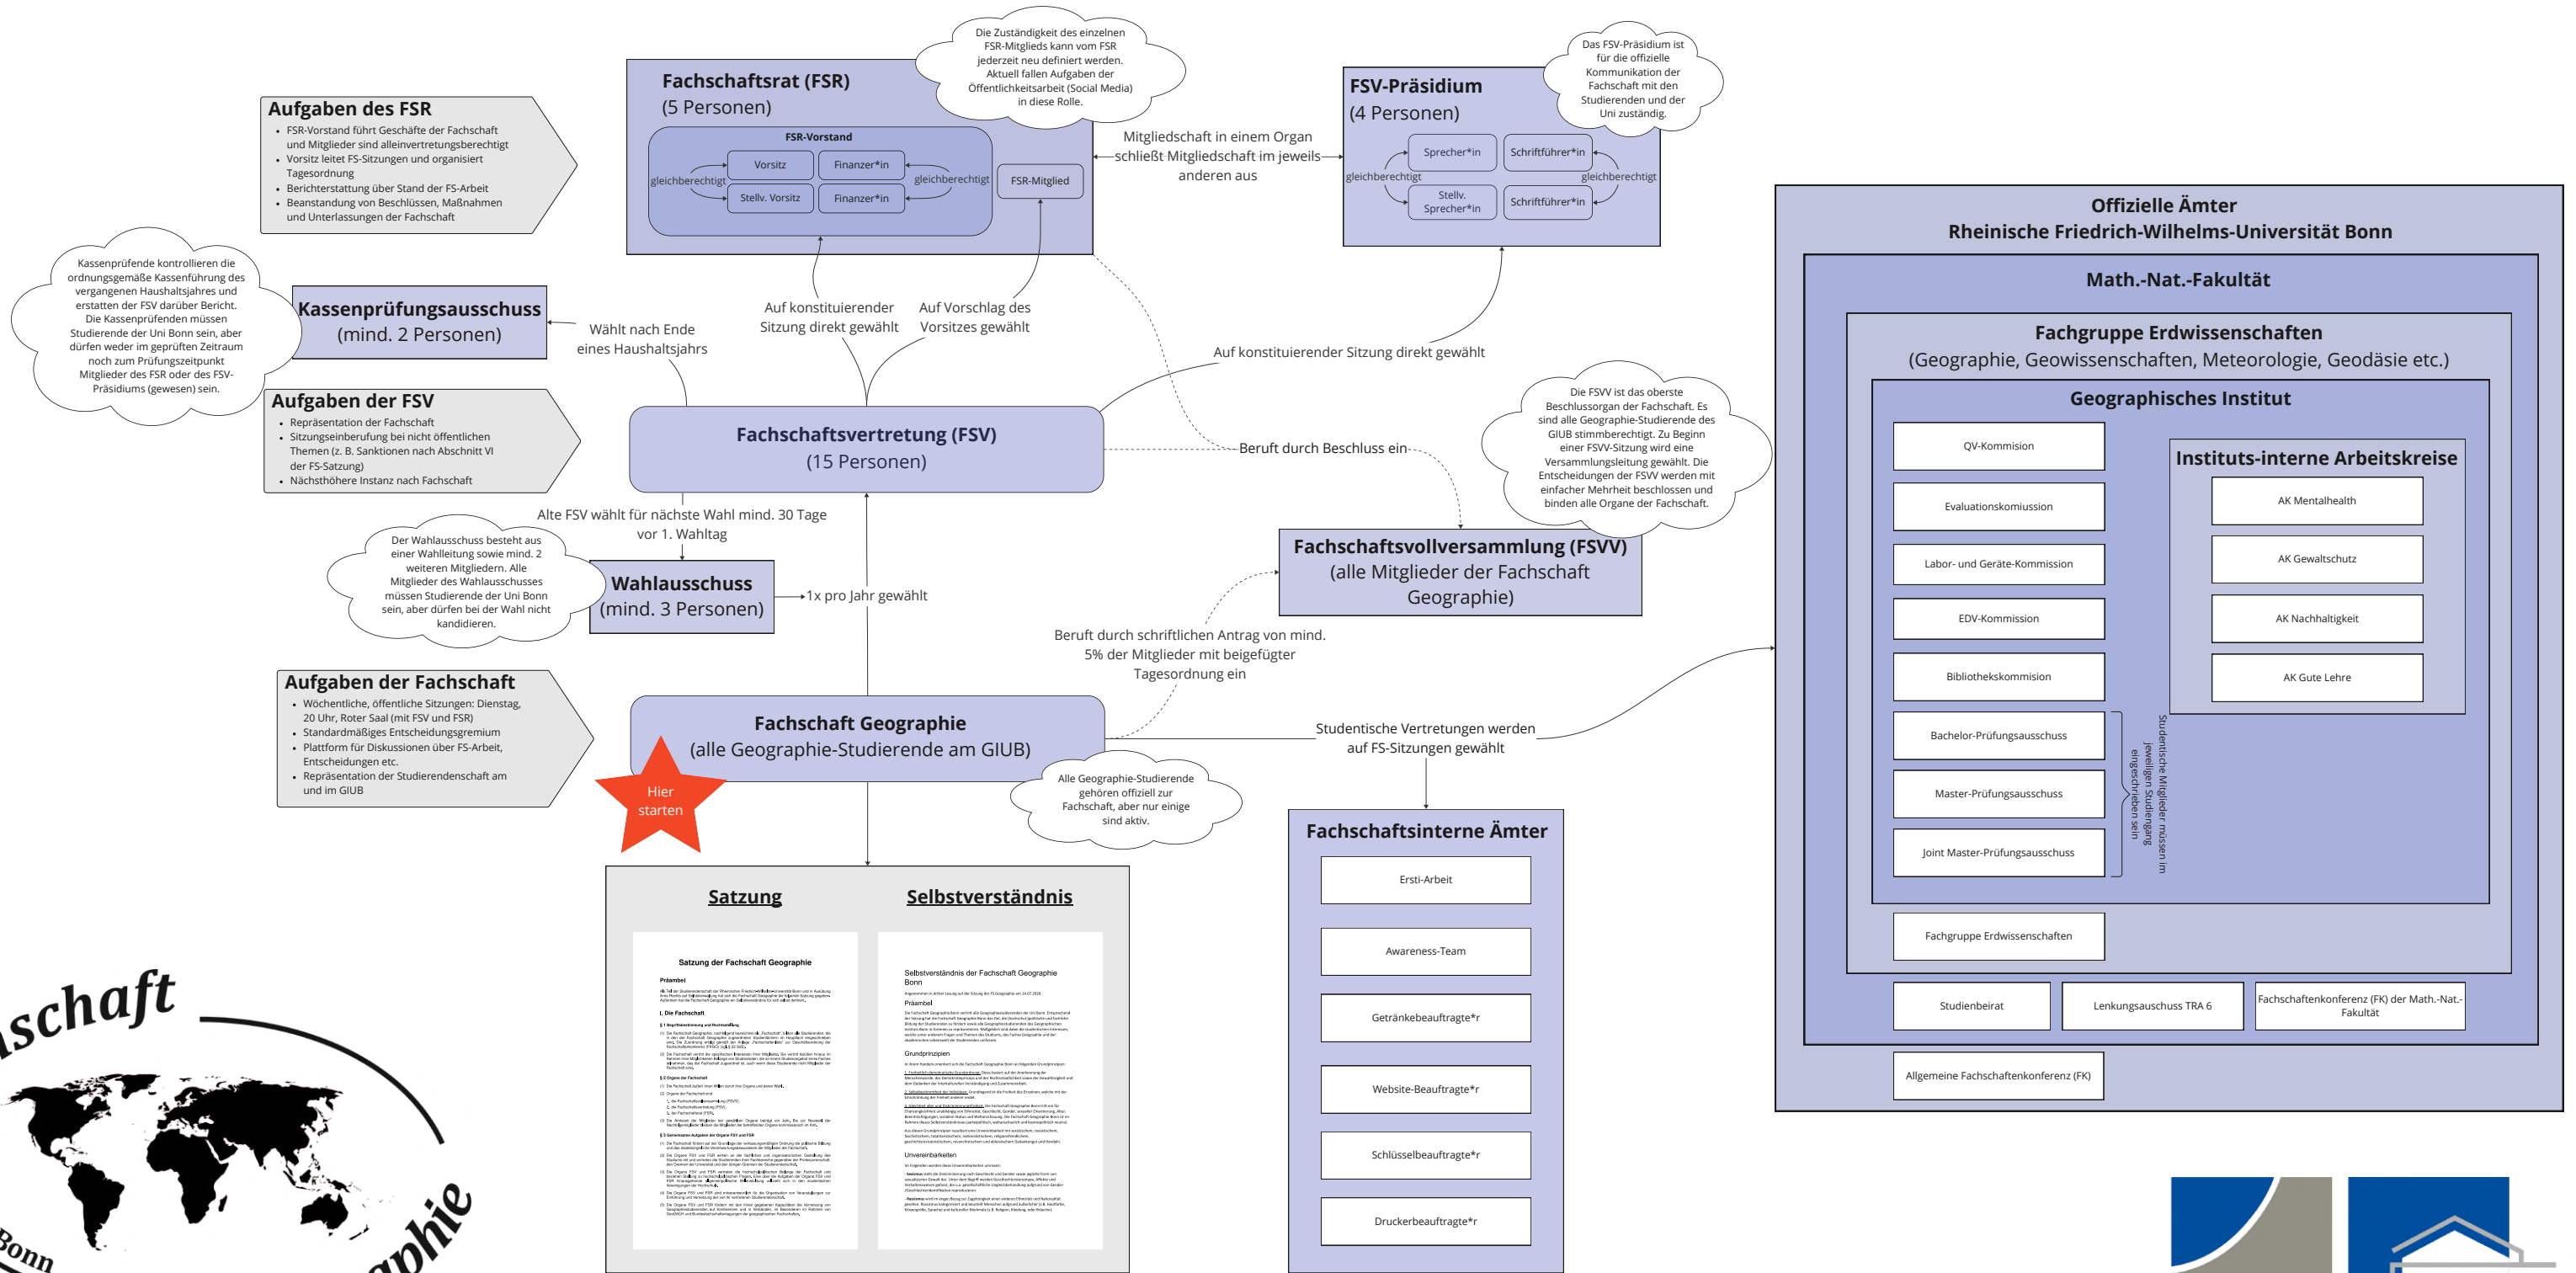 Die Zuständigkeit des einzelnen
FSR-Mitglieds kann vom FSR
jederzeit neu definiert werden.
Aktuell fallen Aufgaben der
Öffentlichkeitsarbeit (Social Media)
in diese Rolle.
Das FSV-Präsidium ist
für die offizielle
Kommunikation der
Fachschaft mit den
Studierenden und der
Uni zuständig.
Fachschaftsrat (FSR)
(5 Personen)
FSR-Vorstand
Vorsitz
Finanzer*in
gleichberechtigt
gleichberechtigt
Stellv. Vorsitz
Finanzer*in
FSR-Mitglied
Mitgliedschaft in einem Organ
schließt Mitgliedschaft im jeweils
anderen aus
FSV-Präsidium
(4 Personen)
Sprecher*in
Schriftführer*in
gleichberechtigt
gleichberechtigt
Stellv.
Sprecher*in
Schriftführer*in
Aufgaben des FSR
• FSR-Vorstand führt Geschäfte der Fachschaft
und Mitglieder sind alleinvertretungsberechtigt
• Vorsitz leitet FS-Sitzungen und organisiert
Tagesordnung
• Berichterstattung über Stand der FS-Arbeit
• Beanstandung von Beschlüssen, Maßnahmen
und Unterlassungen der Fachschaft
Kassenprüfende kontrollieren die
ordnungsgemäße Kassenführung des
vergangenen Haushaltsjahres und
erstatten der FSV darüber Bericht.
Die Kassenprüfenden müssen
Studierende der Uni Bonn sein, aber
dürfen weder im geprüften Zeitraum
noch zum Prüfungszeitpunkt
Mitglieder des FSR oder des FSV-
Präsidiums (gewesen) sein.
Kassenprüfungsausschuss
(mind. 2 Personen)
Wählt nach Ende
eines Haushaltsjahrs
Auf konstituierender
Sitzung direkt gewählt
Auf Vorschlag des
Vorsitzes gewählt
Auf konstituierender Sitzung direkt gewählt
Aufgaben der FSV
• Repräsentation der Fachschaft
• Sitzungseinberufung bei nicht öffentlichen
Themen (z. B. Sanktionen nach Abschnitt VI
der FS-Satzung)
• Nächsthöhere Instanz nach Fachschaft
Fachschaftsvertretung (FSV)
(15 Personen)
Beruft durch Beschluss ein
Die FSVV ist das oberste
Beschlussorgan der Fachschaft. Es
sind alle Geographie-Studierende des
GIUB stimmberechtigt. Zu Beginn
einer FSVV-Sitzung wird eine
Versammlungsleitung gewählt. Die
Entscheidungen der FSVV werden mit
einfacher Mehrheit beschlossen und
binden alle Organe der Fachschaft.
Alte FSV wählt für nächste Wahl mind. 30 Tage
vor 1. Wahltag
Der Wahlausschuss besteht aus
einer Wahlleitung sowie mind. 2
weiteren Mitgliedern. Alle
Mitglieder des Wahlausschusses
müssen Studierende der Uni Bonn
sein, aber dürfen bei der Wahl nicht
kandidieren.
Wahlausschuss
(mind. 3 Personen)
1x pro Jahr gewählt
Fachschaftsvollversammlung (FSVV)
(alle Mitglieder der Fachschaft
Geographie)
Beruft durch schriftlichen Antrag von mind.
5% der Mitglieder mit beigefügter
Tagesordnung ein
Aufgaben der Fachschaft
• Wöchentliche, öffentliche Sitzungen: Dienstag,
20 Uhr, Roter Saal (mit FSV und FSR)
• Standardmäßiges Entscheidungsgremium
• Plattform für Diskussionen über FS-Arbeit,
Entscheidungen etc.
• Repräsentation der Studierendenschaft am
und im GIUB
Fachschaft Geographie
(alle Geographie-Studierende am GIUB)
Hier
starten
Alle Geographie-Studierende
gehören offiziell zur
Fachschaft, aber nur einige
sind aktiv.
Studentische Vertretungen werden
auf FS-Sitzungen gewählt
Satzung
Selbstverständnis
Satzung der Fachschaft Geographie
Präambel
I. Die Fachschaft
Selbstverständnis der Fachschaft Geographie
Bonn
Präambel
Grundprinzipien
Unvereinbarkeiten
Fachschaftsinterne Ämter
Ersti-Arbeit
Awareness-Team
Getränkebeauftragte*r
Website-Beauftragte*r
Schlüsselbeauftragte*r
Druckerbeauftragte*r
Offizielle Ämter
Rheinische Friedrich-Wilhelms-Universität Bonn
Math.-Nat.-Fakultät
Fachgruppe Erdwissenschaften
(Geographie, Geowissenschaften, Meteorologie, Geodäsie etc.)
Geographisches Institut
QV-Kommision
Evaluationskomiussion
Labor- und Geräte-Kommission
EDV-Kommission
Bibliothekskommision
Bachelor-Prüfungsausschuss
Master-Prüfungsausschuss
Joint Master-Prüfungsausschuss
Studentische Mitglieder müssen im
jeweiligen Studiengang
eingeschrieben sein
Instituts-interne Arbeitskreise
AK Mentalhealth
AK Gewaltschutz
AK Nachhaltigkeit
AK Gute Lehre
Fachgruppe Erdwissenschaften
Studienbeirat
Lenkungsauschuss TRA 6
Fachschaftenkonferenz (FK) der Math.-Nat.-
Fakultät
Allgemeine Fachschaftenkonferenz (FK)
schaft
Bonn
aphie